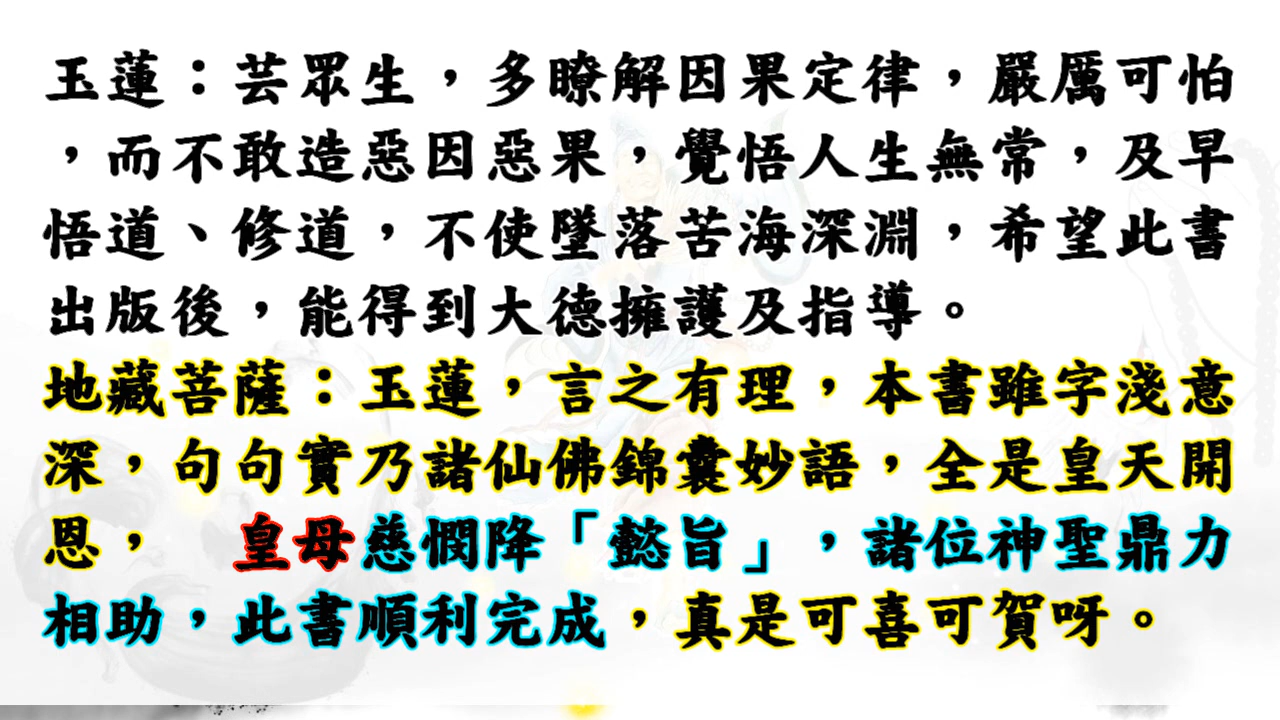 玉蓮：芸眾生，多瞭解因果定律，嚴厲可怕
，而不敢造惡因惡果，覺悟人生無常，及早
悟道、修道，不使墜落苦海深淵，希望此書
出版後，能得到大德擁護及指導。
地藏菩薩：玉蓮，言之有理，本書雖字淺意
深，句句實乃諸仙佛錦囊妙語，全是皇天開
恩，　皇母慈憫降「懿旨」，諸位神聖鼎力
相助，此書順利完成，真是可喜可賀呀。